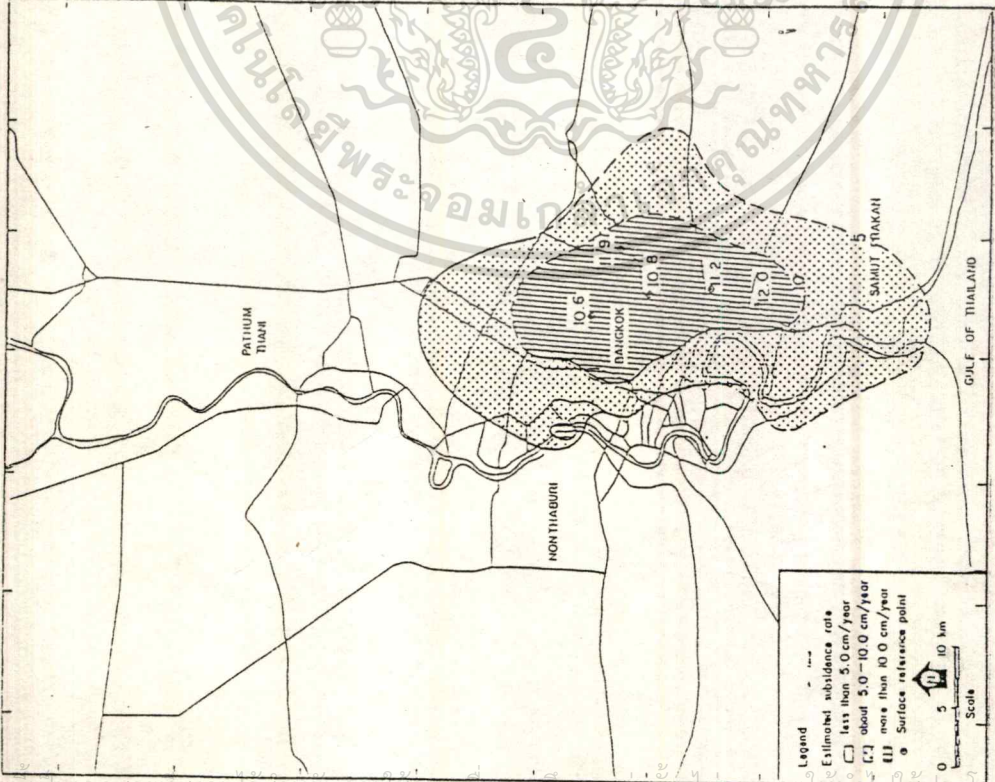 PATHUM
THANI
NONTHABURI
10.6
11.9
BANGKOK
10.8
11.2
12.0
10
5
SAMUT PRAKAN
GULF OF THAILAND
Legend
Estimated subsidence rate
less than 5.0 cm/year
about 5.0-10.0 cm/year
more than 10.0 cm/year
Surface reference point
0 5 10 km
Scale